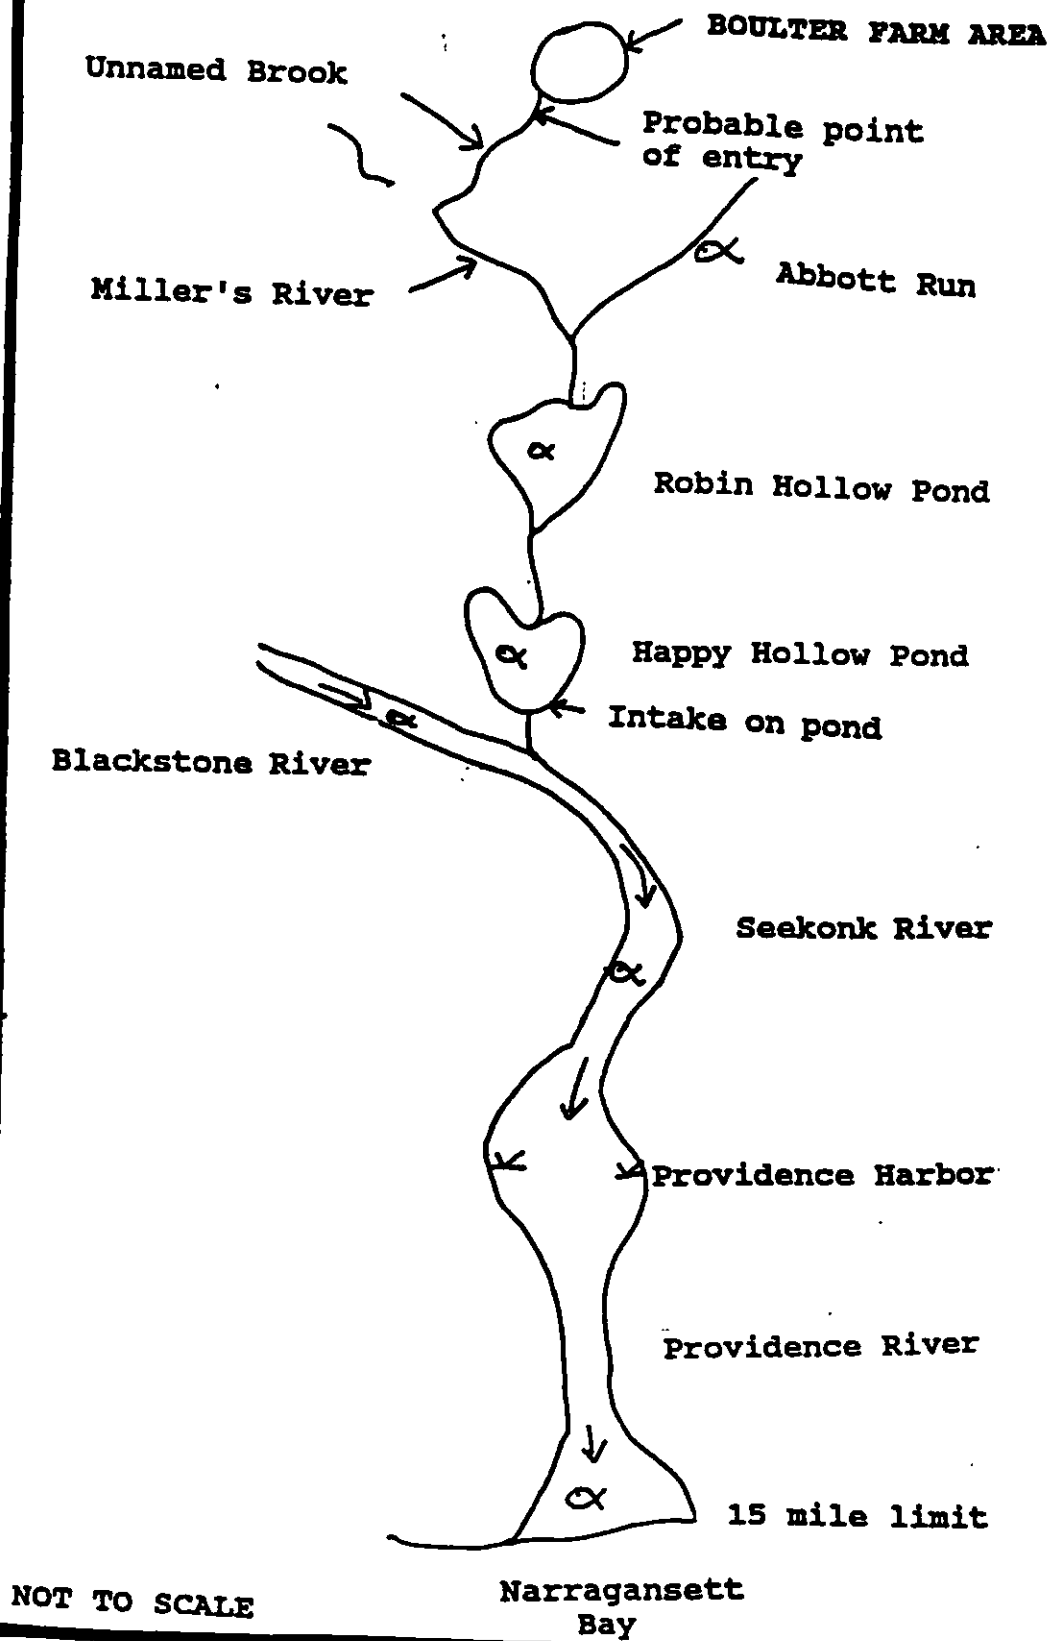 BOULTER FARM AREA
Unnamed Brook
Probable point
of entry
Abbott Run
Miller's River
Robin Hollow Pond
Happy Hollow Pond
Intake on pond
Blackstone River
Seekonk River
Providence Harbor
Providence River
15 mile limit
NOT TO SCALE
Narragansett
Bay